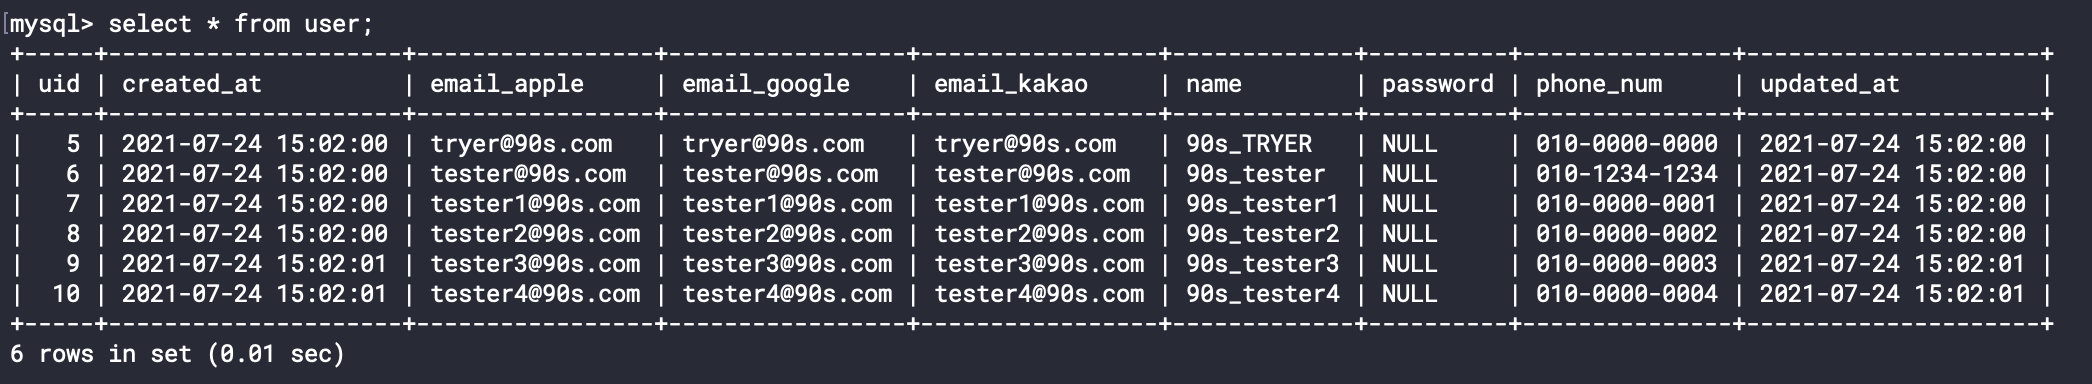 [mysql> select * from user;
+-----+---------------------+-----------------+-----------------+-----------------+-------------+----------+---------------+---------------------+
| uid | created_at          | email_apple     | email_google    | email_kakao     | name        | password | phone_num     | updated_at          |
+-----+---------------------+-----------------+-----------------+-----------------+-------------+----------+---------------+---------------------+
|   5 | 2021-07-24 15:02:00 | tryer@90s.com   | tryer@90s.com   | tryer@90s.com   | 90s_TRYER   | NULL     | 010-0000-0000 | 2021-07-24 15:02:00 |
|   6 | 2021-07-24 15:02:00 | tester@90s.com  | tester@90s.com  | tester@90s.com  | 90s_tester  | NULL     | 010-1234-1234 | 2021-07-24 15:02:00 |
|   7 | 2021-07-24 15:02:00 | tester1@90s.com | tester1@90s.com | tester1@90s.com | 90s_tester1 | NULL     | 010-0000-0001 | 2021-07-24 15:02:00 |
|   8 | 2021-07-24 15:02:00 | tester2@90s.com | tester2@90s.com | tester2@90s.com | 90s_tester2 | NULL     | 010-0000-0002 | 2021-07-24 15:02:00 |
|   9 | 2021-07-24 15:02:01 | tester3@90s.com | tester3@90s.com | tester3@90s.com | 90s_tester3 | NULL     | 010-0000-0003 | 2021-07-24 15:02:01 |
|  10 | 2021-07-24 15:02:01 | tester4@90s.com | tester4@90s.com | tester4@90s.com | 90s_tester4 | NULL     | 010-0000-0004 | 2021-07-24 15:02:01 |
+-----+---------------------+-----------------+-----------------+-----------------+-------------+----------+---------------+---------------------+
6 rows in set (0.01 sec)